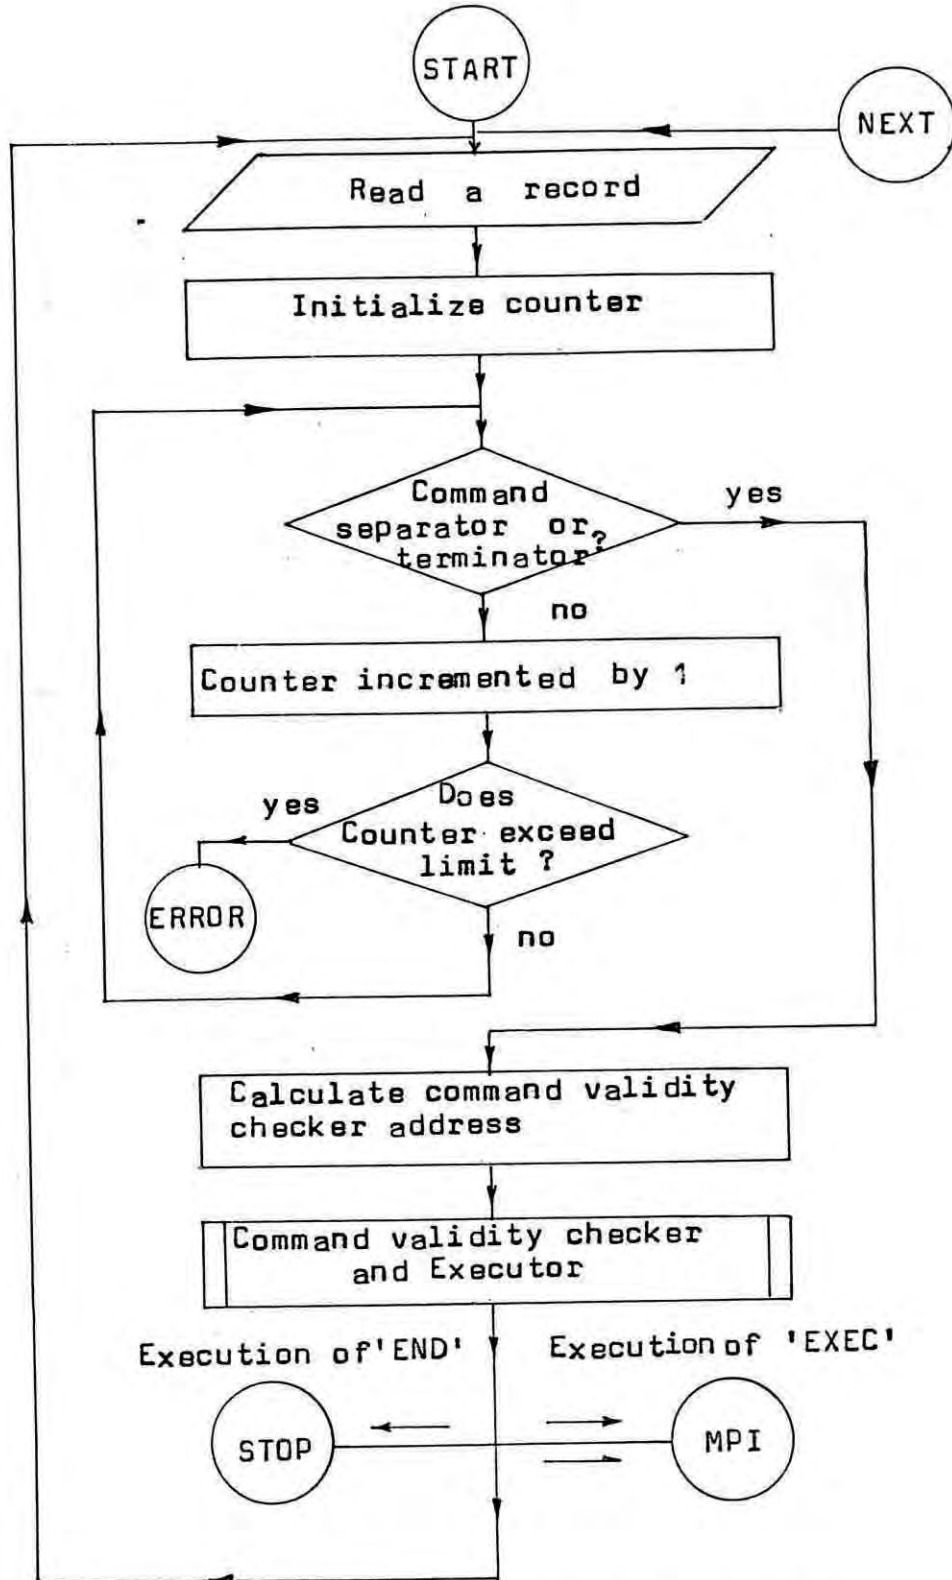 START
NEXT
Read a record
Initialize counter
Command
separator or
terminator?
yes
no
Counter incremented by 1
Does
Counter exceed
limit ?
yes
ERROR
no
Calculate command validity
checker address
Command validity checker
and Executor
Execution of 'END'
Execution of 'EXEC'
STOP
MPI